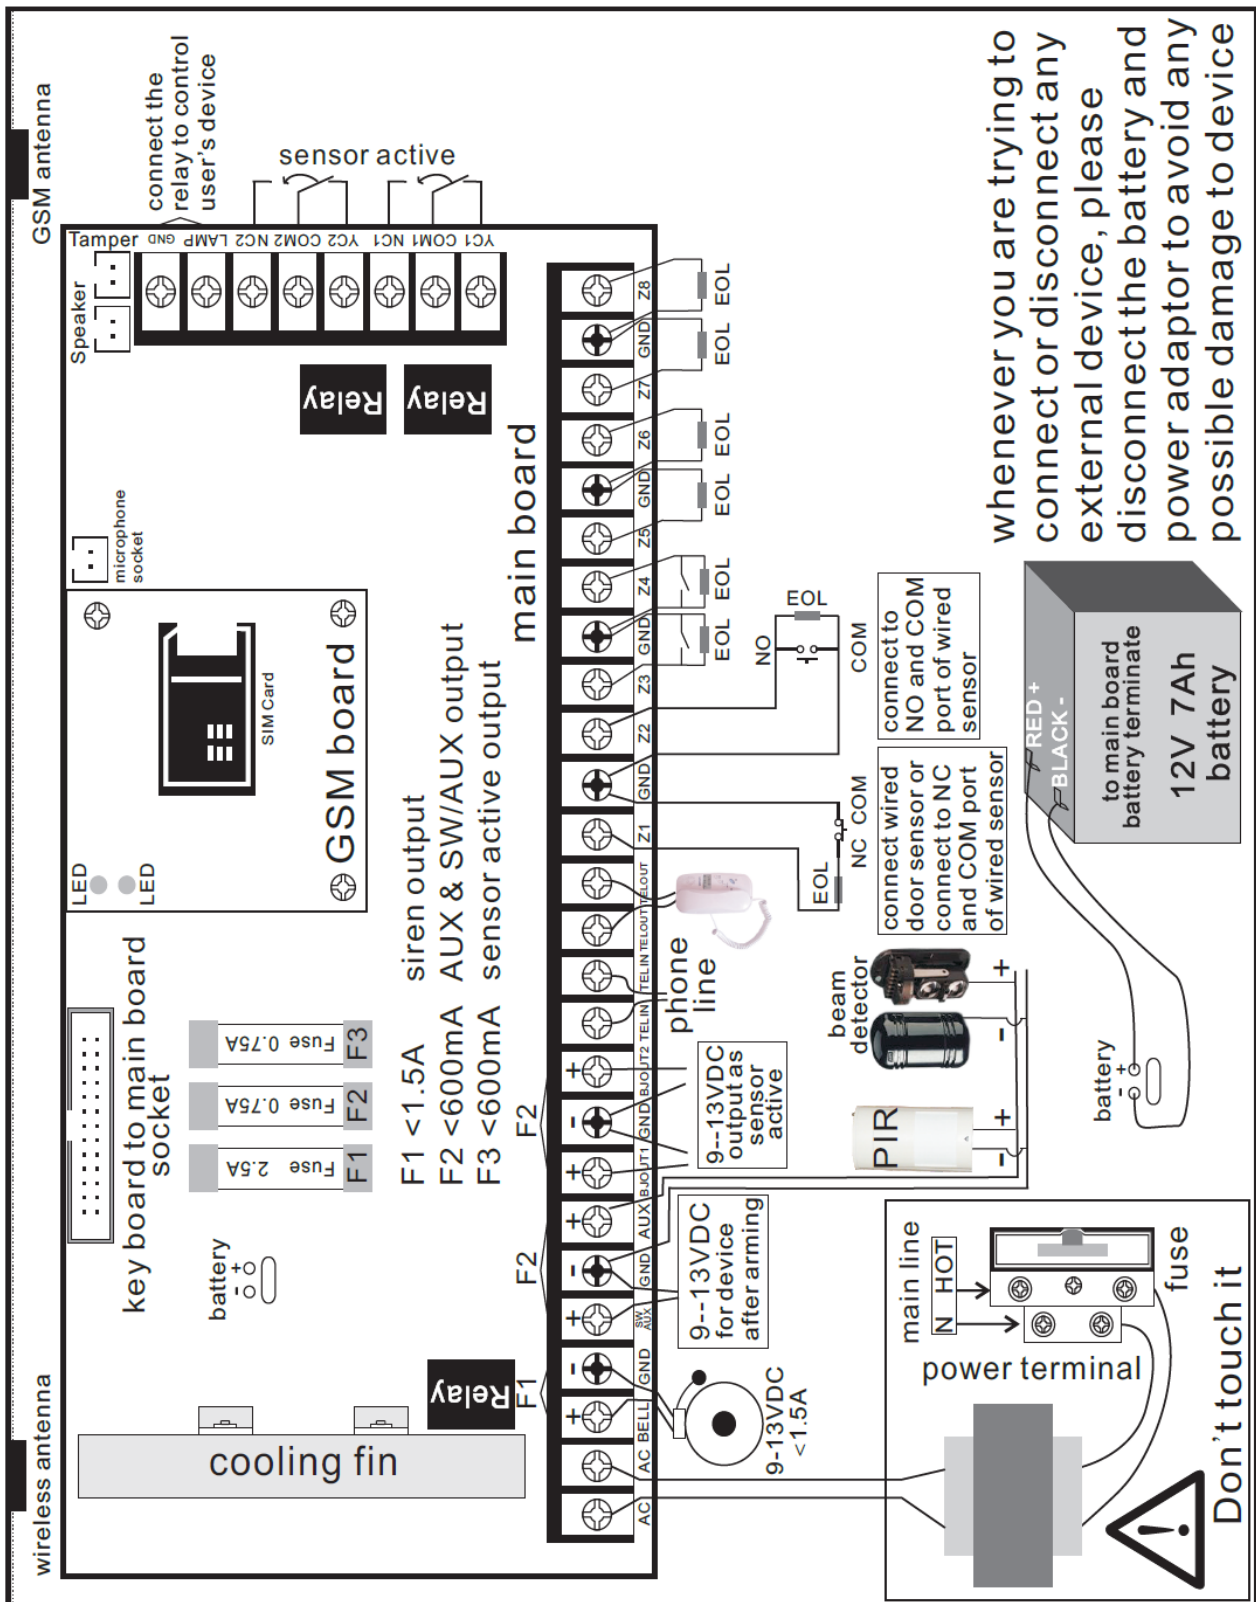 wireless antenna
GSM antenna
cooling fin
battery
- +
key board to main board
socket
LED
LED
GSM board
SIM Card
microphone
socket
Speaker
Tamper
connect the
relay to control
user's device
sensor active
GND
LAMP
NC2
COM2
YC2
NC1
COM1
YC1
Relay
Relay
Relay
F1 Fuse 2.5A
F2 Fuse 0.75A
F3 Fuse 0.75A
F1 <1.5A siren output
F2 <600mA AUX & SW/AUX output
F3 <600mA sensor active output
main board
F1
F2
F2
+ - + - + + - +
AC
AC
BELL
GND
SW
AUX
GND
AUX
BJOUT1
GND
BJOUT2
TELIN
TELIN
TELOUT
TELOUT
Z1
GND
Z2
Z3
GND
Z4
Z5
GND
Z6
Z7
GND
Z8
EOL
EOL
EOL
EOL
EOL
EOL
9-13VDC
<1.5A
9--13VDC
for device
after arming
9--13VDC
output as
sensor
active
phone
line
EOL
NC COM
NO
EOL
COM
PIR
- +
beam
detector
- +
connect wired
door sensor or
connect to NC
and COM port
of wired sensor
connect to
NO and COM
port of wired
sensor
main line
N HOT
power terminal
fuse
Don't touch it
battery
- +
RED +
BLACK -
to main board
battery terminate
12V 7Ah
battery
whenever you are trying to
connect or disconnect any
external device, please
disconnect the battery and
power adaptor to avoid any
possible damage to device